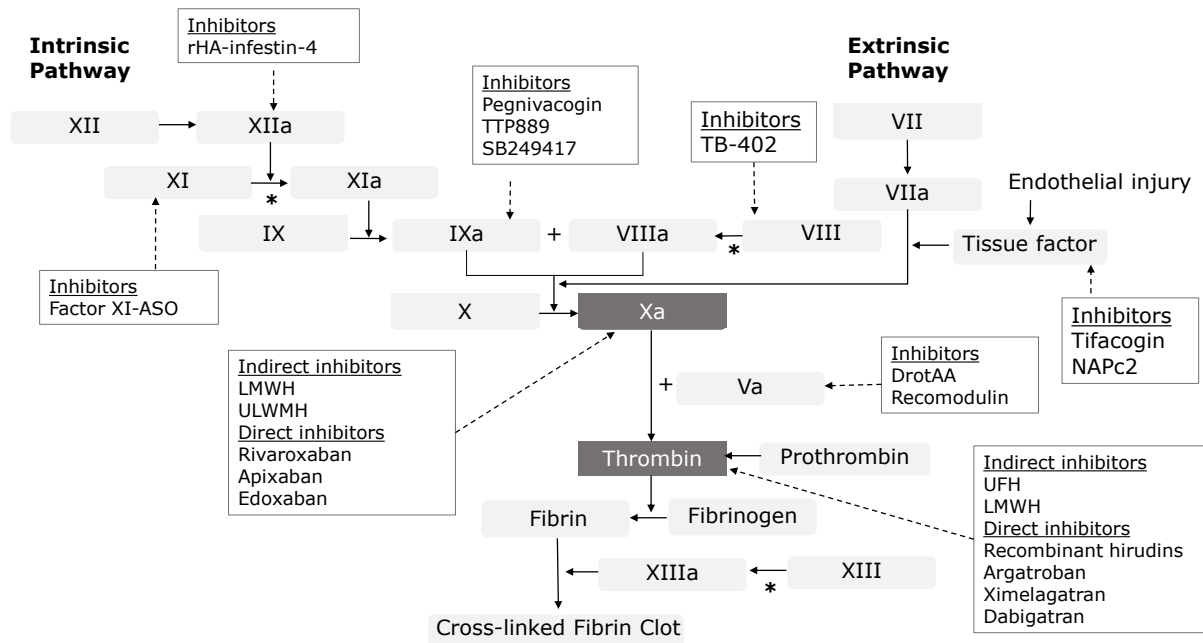 Intrinsic
Pathway
Inhibitors
rHA-infestin-4
Extrinsic
Pathway
Inhibitors
Pegnivacogin
TTP889
SB249417
Inhibitors
TB-402
XII
XIIa
VII
XI
*
XIa
VIIa
Endothelial injury
IX
IXa
+
VIIIa
*
VIII
Tissue factor
Inhibitors
Factor XI-ASO
X
Xa
Inhibitors
Tifacogin
NAPc2
Indirect inhibitors
LMWH
ULWMH
Direct inhibitors
Rivaroxaban
Apixaban
Edoxaban
+
Va
Inhibitors
DrotAA
Recomodulin
Thrombin
Prothrombin
Indirect inhibitors
UFH
LMWH
Direct inhibitors
Recombinant hirudins
Argatroban
Ximelagatran
Dabigatran
Fibrin
Fibrinogen
XIIIa
*
XIII
Cross-linked Fibrin Clot